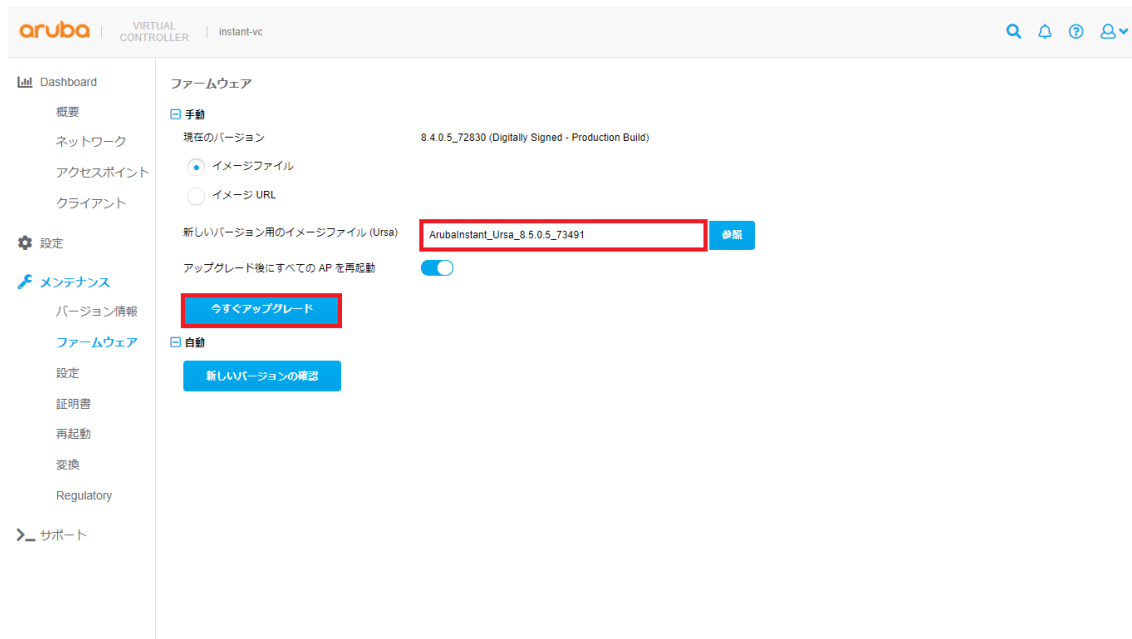 aruba
VIRTUAL
CONTROLLER
instant-vc
Dashboard
概要
ネットワーク
アクセスポイント
クライアント
設定
メンテナンス
バージョン情報
ファームウェア
設定
証明書
再起動
変換
Regulatory
サポート
ファームウェア
手動
現在のバージョン 8.4.0.5_72830 (Digitally Signed - Production Build)
イメージファイル
イメージ URL
新しいバージョン用のイメージファイル (Ursa) ArubaInstant_Ursa_8.5.0.5_73491 参照
アップグレード後にすべての AP を再起動
今すぐアップグレード
自動
新しいバージョンの確認